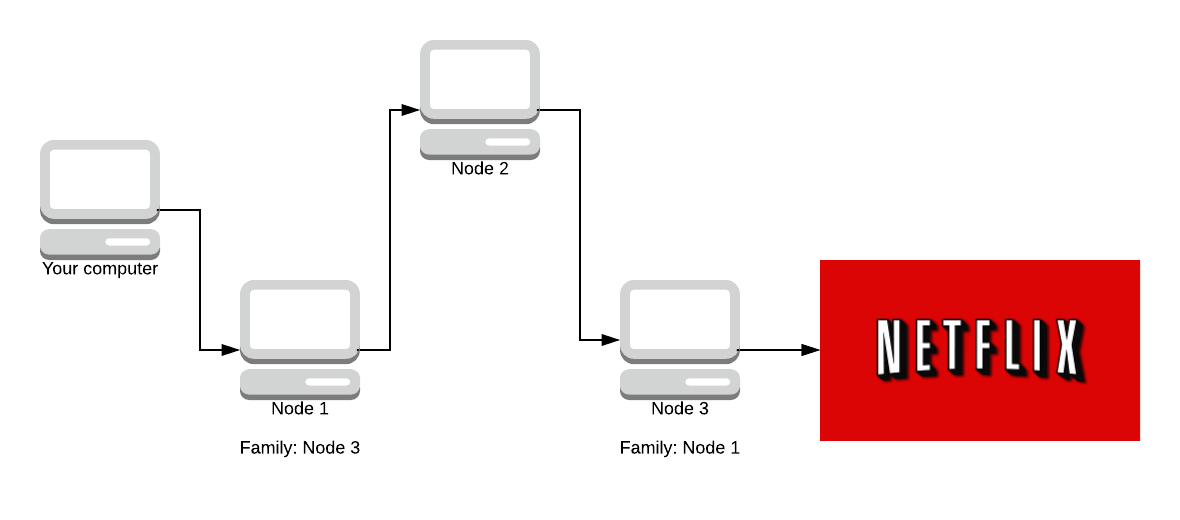 Your computer
Node 1
Family: Node 3
Node 2
Node 3
Family: Node 1
NETFLIX